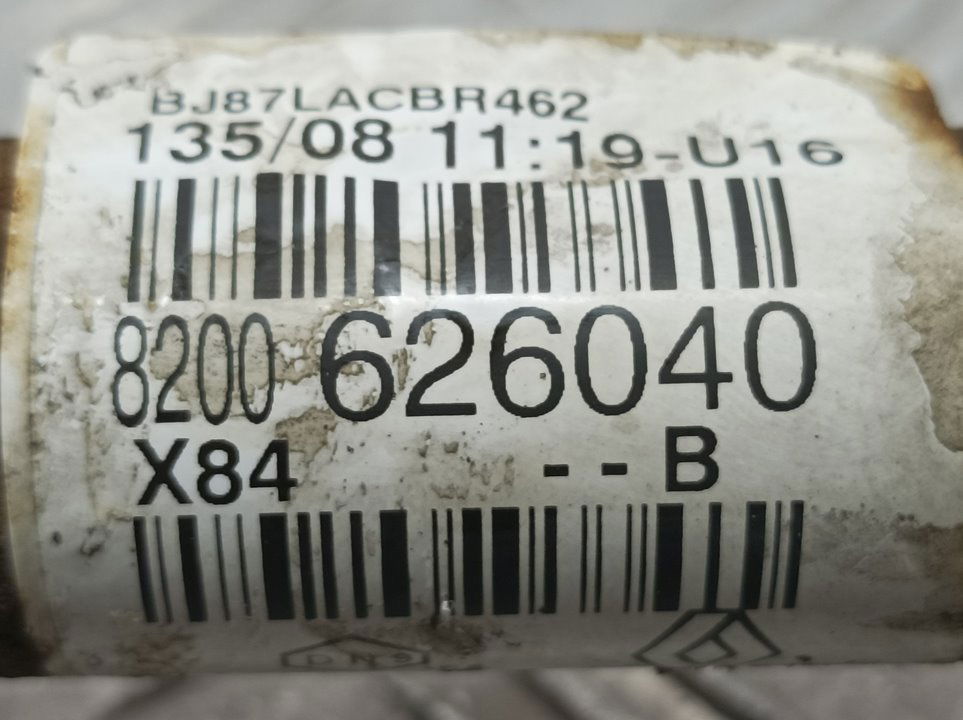 BJ87LACBR462
135/08 11:19-U16
8200 626040
X84 --B